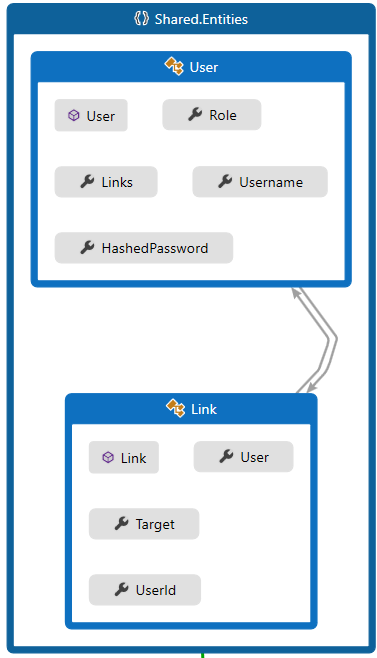 Shared.Entities
User
User
Role
Links
Username
HashedPassword
Link
Link
User
Target
UserId